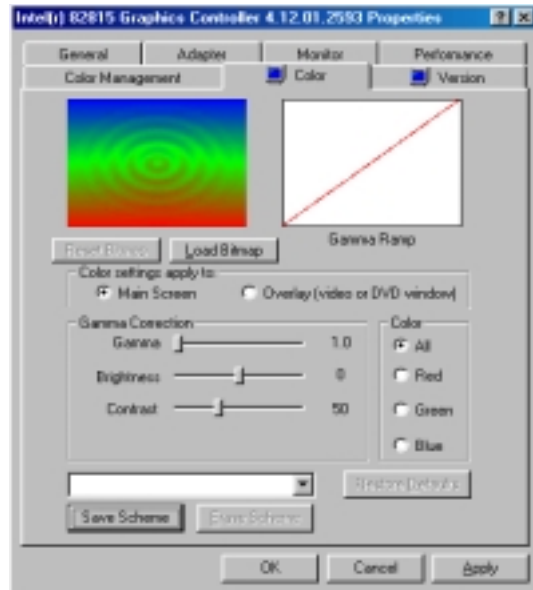 Intel(r) 82815 Graphics Controller 4.12.01.2593 Properties
General Adapter Monitor Performance
Color Management Color Version
Reset Bitmap Load Bitmap
Gamma Ramp
Color settings apply to:
Main Screen Overlay (video or DVD window)
Gamma Correction
Gamma 1.0
Brightness 0
Contrast 50
Color
All
Red
Green
Blue
Restore Defaults
Save Scheme Erase Scheme
OK Cancel Apply